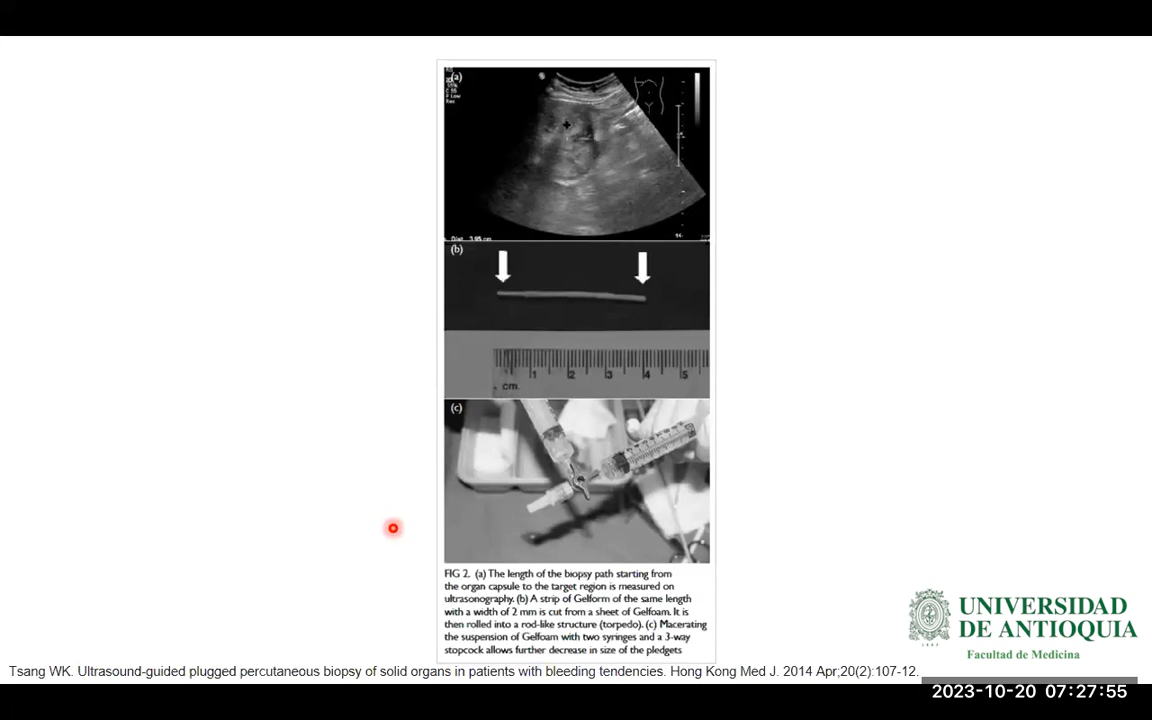 (a)
Dist 3.95 cm
(b)
1 2 3 4 5
cm.
(c)
FIG 2. (a) The length of the biopsy path starting from
the organ capsule to the target region is measured on
ultrasonography. (b) A strip of Gelform of the same length
with a width of 2 mm is cut from a sheet of Gelfoam. It is
then rolled into a rod-like structure (torpedo). (c) Macerating
the suspension of Gelfoam with two syringes and a 3-way
stopcock allows further decrease in size of the pledgets
UNIVERSIDAD
DE ANTIOQUIA
Facultad de Medicina
Tsang WK. Ultrasound-guided plugged percutaneous biopsy of solid organs in patients with bleeding tendencies. Hong Kong Med J. 2014 Apr;20(2):107-12.
2023-10-20 07:27:55